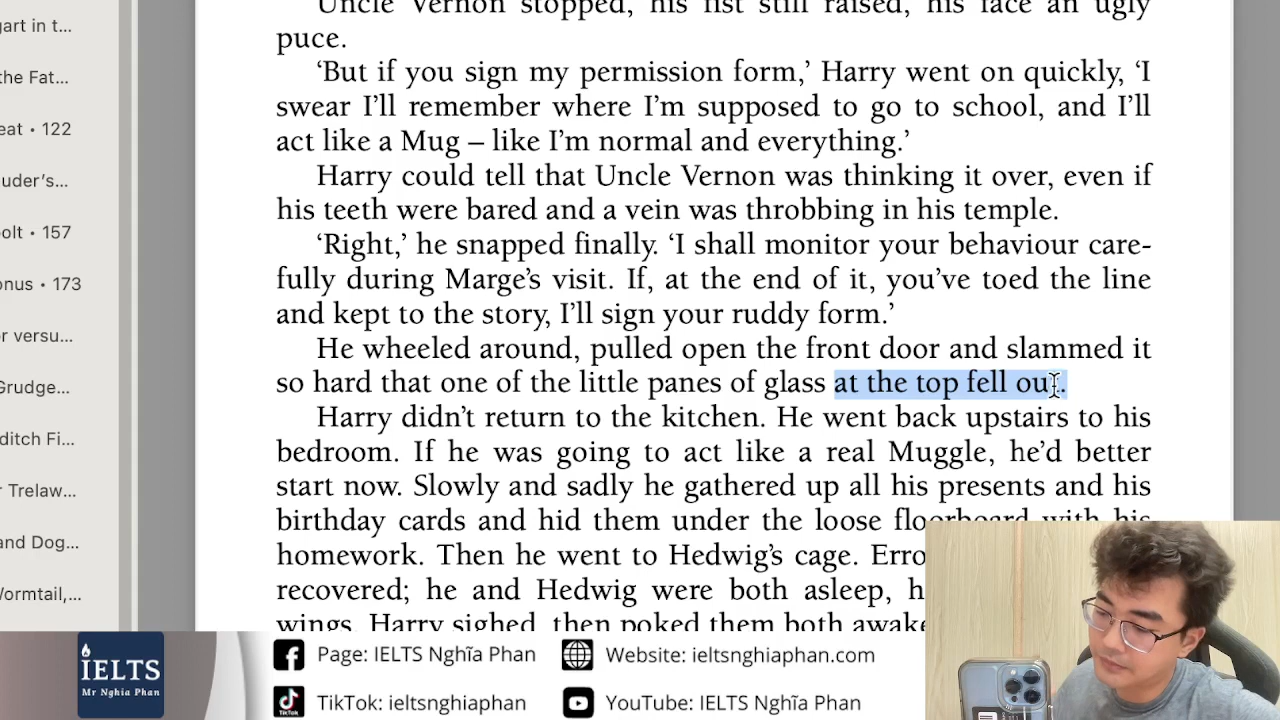 Uncle Vernon stopped, his fist still raised, his face an ugly
puce.
‘But if you sign my permission form,’ Harry went on quickly, ‘I
swear I’ll remember where I’m supposed to go to school, and I’ll
act like a Mug – like I’m normal and everything.’
Harry could tell that Uncle Vernon was thinking it over, even if
his teeth were bared and a vein was throbbing in his temple.
‘Right,’ he snapped finally. ‘I shall monitor your behaviour care-
fully during Marge’s visit. If, at the end of it, you’ve toed the line
and kept to the story, I’ll sign your ruddy form.’
He wheeled around, pulled open the front door and slammed it
so hard that one of the little panes of glass at the top fell out.
Harry didn’t return to the kitchen. He went back upstairs to his
bedroom. If he was going to act like a real Muggle, he’d better
start now. Slowly and sadly he gathered up all his presents and his
birthday cards and hid them under the loose floorboard with his
homework. Then he went to Hedwig’s cage. Erro
recovered; he and Hedwig were both asleep, h
wings. Harry sighed, then poked them both awake
gart in t...
the Fat...
eat • 122
uder’s...
olt • 157
onus • 173
or versu...
Grudge...
ditch Fi...
r Trelaw...
and Dog...
Wormtail,...
IELTS
Mr Nghia Phan
Page: IELTS Nghĩa Phan
Website: ieltsnghiaphan.com
TikTok: ieltsnghiaphan
YouTube: IELTS Nghĩa Phan